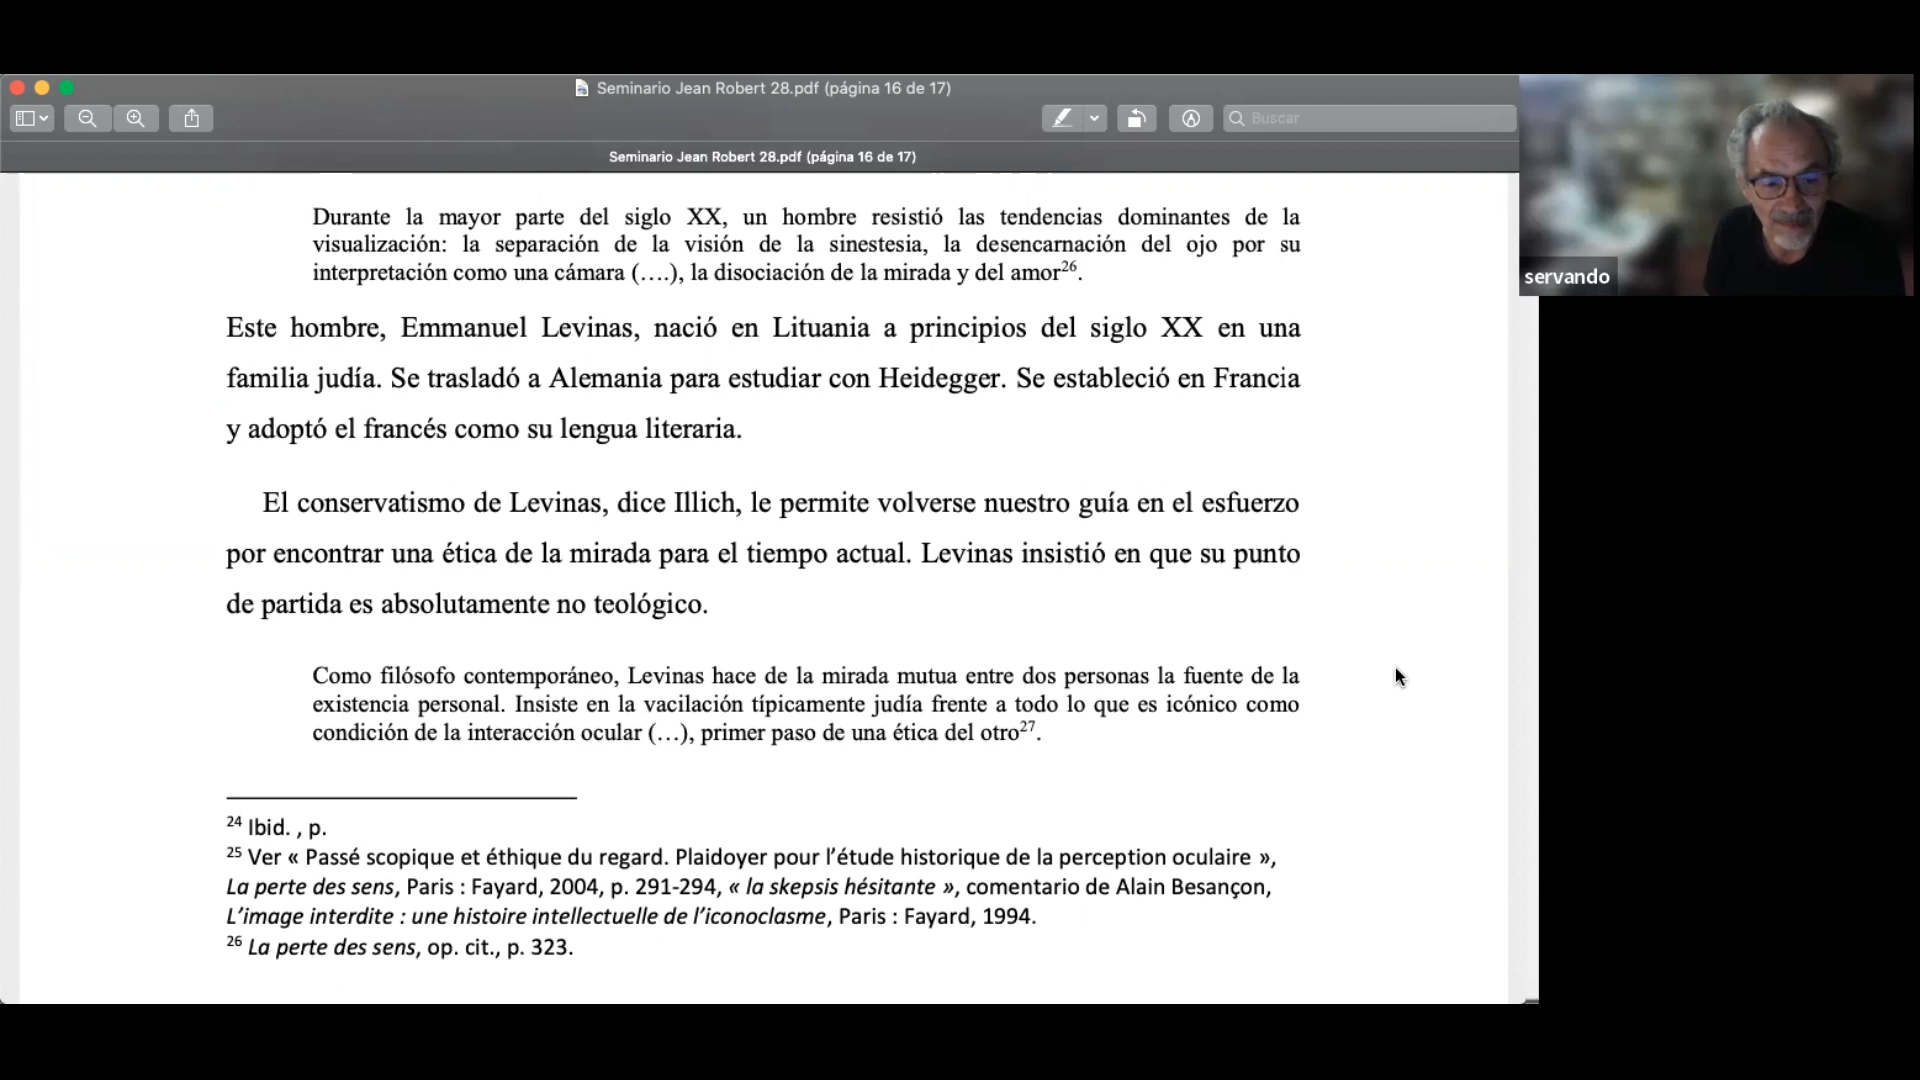 Seminario Jean Robert 28.pdf (página 16 de 17)
Buscar
Seminario Jean Robert 28.pdf (página 16 de 17)
servando
Durante la mayor parte del siglo XX, un hombre resistió las tendencias dominantes de la
visualización: la separación de la visión de la sinestesia, la desencarnación del ojo por su
interpretación como una cámara (….), la disociación de la mirada y del amor26.
Este hombre, Emmanuel Levinas, nació en Lituania a principios del siglo XX en una
familia judía. Se trasladó a Alemania para estudiar con Heidegger. Se estableció en Francia
y adoptó el francés como su lengua literaria.
El conservatismo de Levinas, dice Illich, le permite volverse nuestro guía en el esfuerzo
por encontrar una ética de la mirada para el tiempo actual. Levinas insistió en que su punto
de partida es absolutamente no teológico.
Como filósofo contemporáneo, Levinas hace de la mirada mutua entre dos personas la fuente de la
existencia personal. Insiste en la vacilación típicamente judía frente a todo lo que es icónico como
condición de la interacción ocular (…), primer paso de una ética del otro27.
24 Ibid. , p.
25 Ver « Passé scopique et éthique du regard. Plaidoyer pour l’étude historique de la perception oculaire »,
La perte des sens, Paris : Fayard, 2004, p. 291-294, « la skepsis hésitante », comentario de Alain Besançon,
L’image interdite : une histoire intellectuelle de l’iconoclasme, Paris : Fayard, 1994.
26 La perte des sens, op. cit., p. 323.